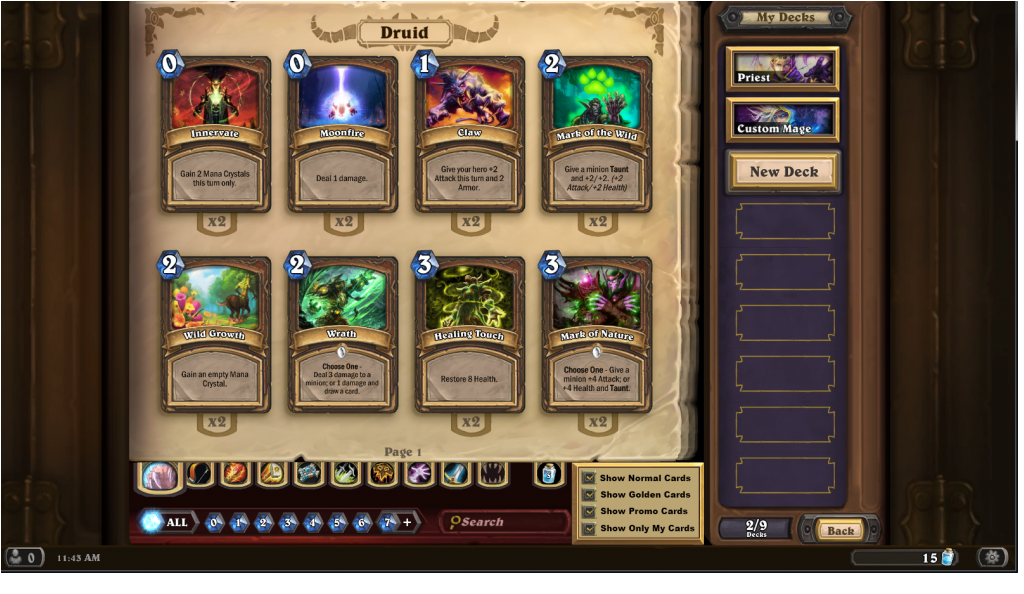 Druid
My Decks
0
0
1
2
Innervate
Moonfire
Claw
Mark of the Wild
Gain 2 Mana Crystals
this turn only.
Deal 1 damage.
Give your hero +2
Attack this turn and 2
Armor.
Give a minion Taunt
and +2/+2. (+2
Attack/+2 Health)
x2
x2
x2
x2
2
2
3
3
Wild Growth
Wrath
Healing Touch
Mark of Nature
Gain an empty Mana
Crystal.
Choose One -
Deal 3 damage to a
minion; or 1 damage and
draw a card.
Restore 8 Health.
Choose One - Give a
minion +4 Attack; or
+4 Health and Taunt.
x2
x2
x2
x2
Page 1
Priest
Custom Mage
New Deck
Show Normal Cards
Show Golden Cards
Show Promo Cards
Show Only My Cards
ALL 0 1 2 3 4 5 6 7 +
Search
2/9
Decks
Back
0
11:43 AM
15